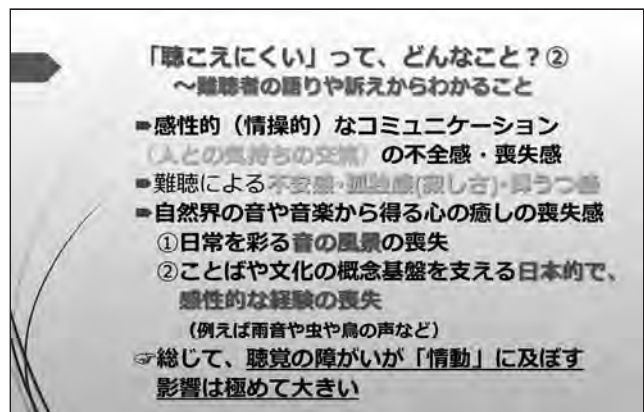 「聴こえにくい」って、どんなこと？②
～難聴者の語りや訴えからわかること
➠感性的（情操的）なコミュニケーション
（人との気持ちの交流）の不全感・喪失感
➠難聴による不安感・孤独感(寂しさ)・抑うつ感
➠自然界の音や音楽から得る心の癒しの喪失感
①日常を彩る音の風景の喪失
②ことばや文化の概念基盤を支える日本的で、
感性的な経験の喪失
（例えば雨音や虫や鳥の声など）
☞総じて、聴覚の障がいが「情動」に及ぼす
影響は極めて大きい